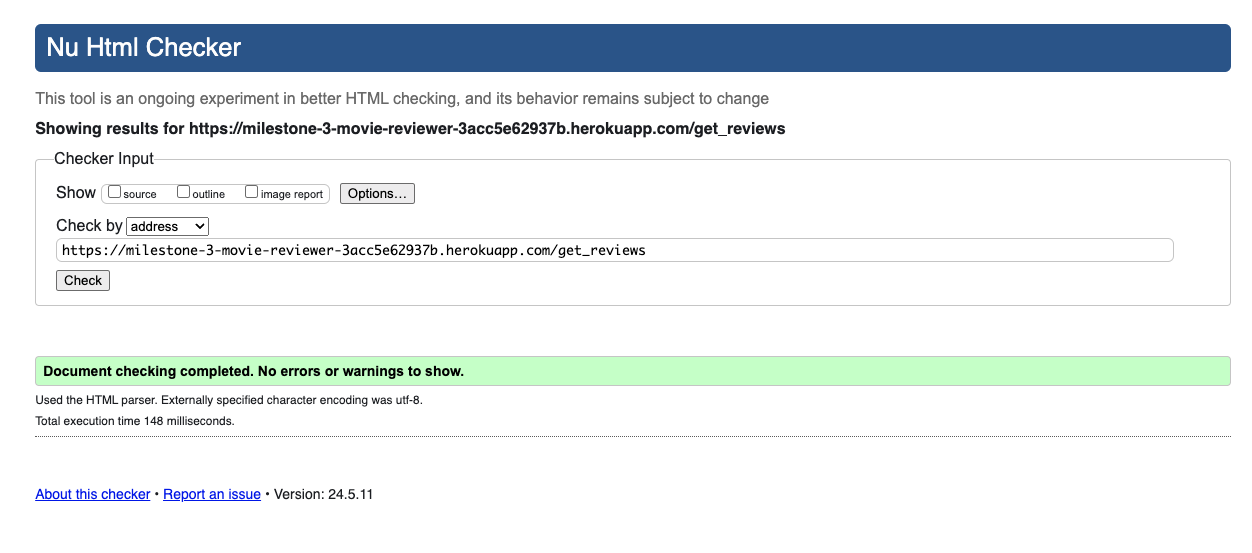 Nu Html Checker
This tool is an ongoing experiment in better HTML checking, and its behavior remains subject to change
Showing results for https://milestone-3-movie-reviewer-3acc5e62937b.herokuapp.com/get_reviews
Checker Input
Show source outline image report Options...
Check by address
https://milestone-3-movie-reviewer-3acc5e62937b.herokuapp.com/get_reviews
Check
Document checking completed. No errors or warnings to show.
Used the HTML parser. Externally specified character encoding was utf-8.
Total execution time 148 milliseconds.
About this checker • Report an issue • Version: 24.5.11